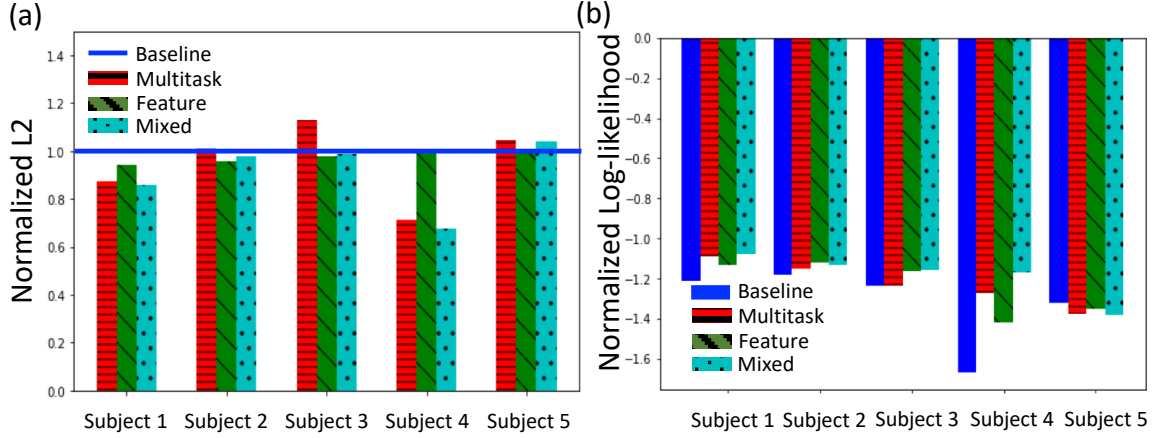 (a)
Normalized L2
1.4
1.2
1.0
0.8
0.6
0.4
0.2
0.0
Baseline
Multitask
Feature
Mixed
Subject 1 Subject 2 Subject 3 Subject 4 Subject 5
(b)
Normalized Log-likelihood
0.0
−0.2
−0.4
−0.6
−0.8
−1.0
−1.2
−1.4
−1.6
Baseline
Multitask
Feature
Mixed
Subject 1 Subject 2 Subject 3 Subject 4 Subject 5